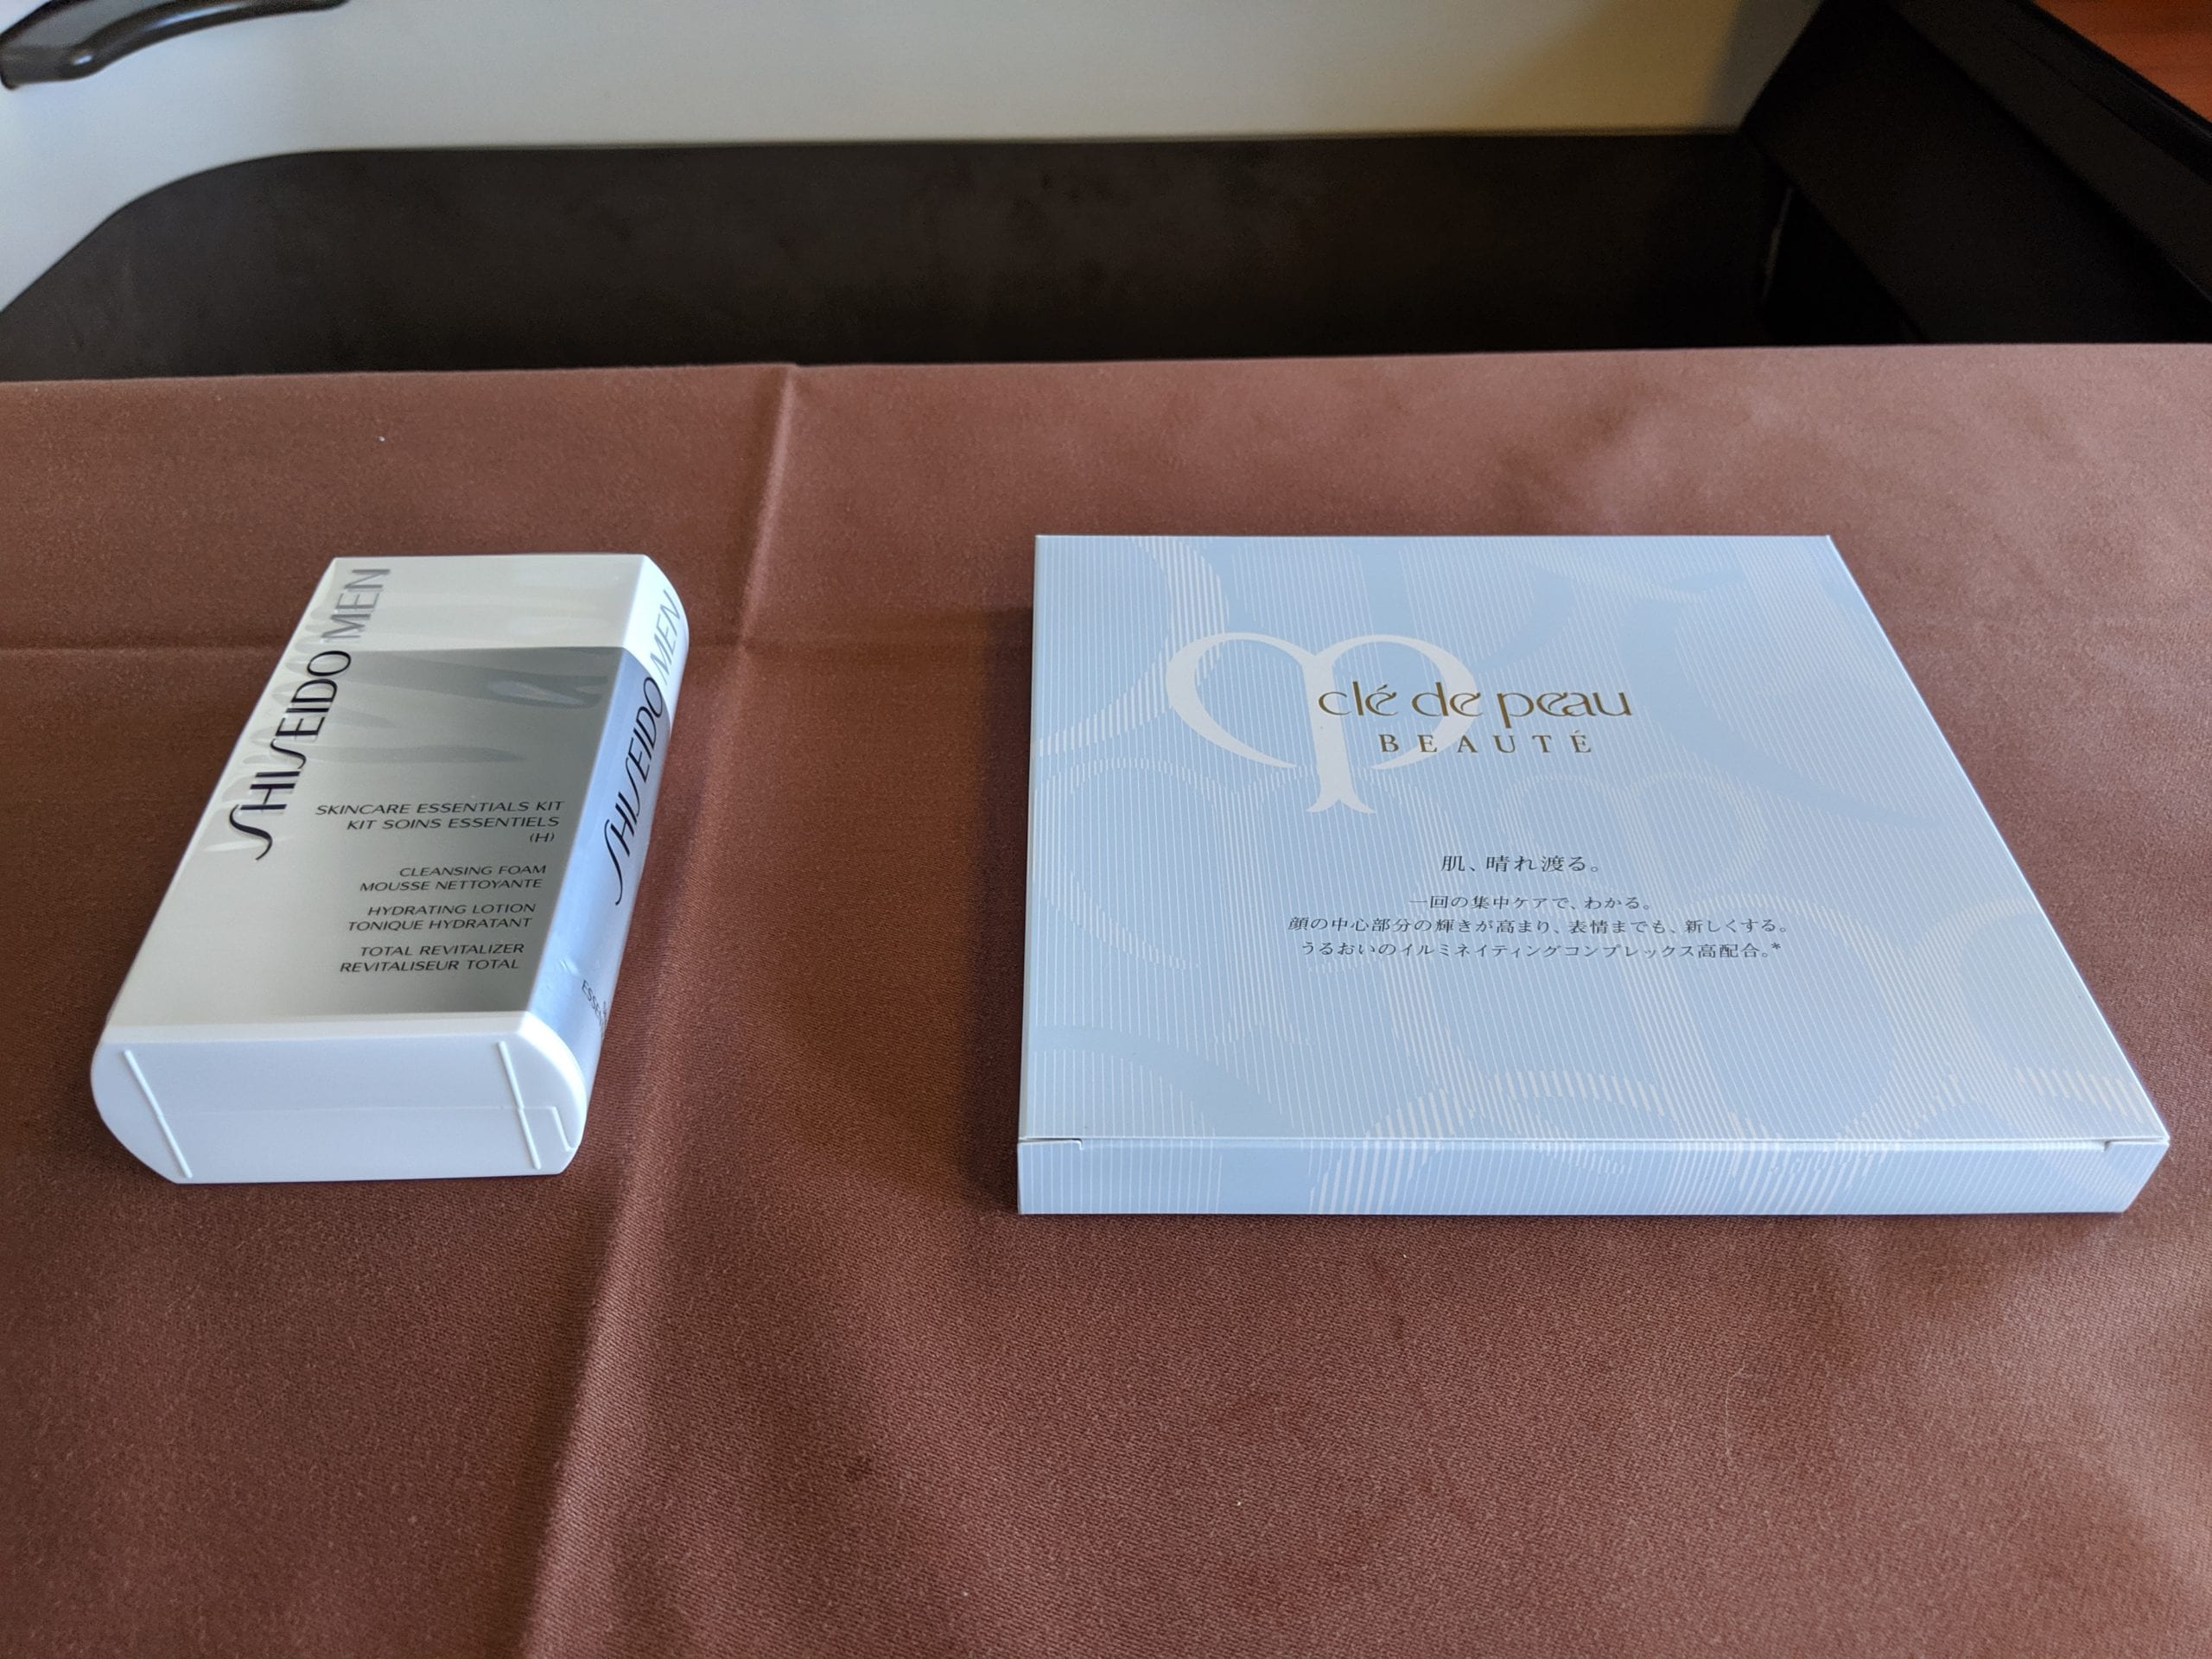 SHISEIDO MEN
SKINCARE ESSENTIALS KIT
KIT SOINS ESSENTIELS
(H)
CLEANSING FOAM
MOUSSE NETTOYANTE
HYDRATING LOTION
TONIQUE HYDRATANT
TOTAL REVITALIZER
REVITALISEUR TOTAL
SHISEIDO MEN
clé de peau
BEAUTÉ
肌、晴れ渡る。
一回の集中ケアで、わかる。
顔の中心部分の輝きが高まり、表情までも、新しくする。
うるおいのイルミネイティングコンプレックス高配合。*